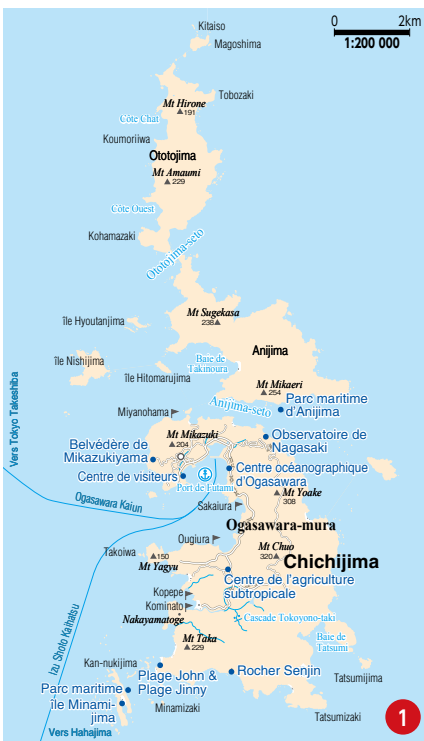 Kitaiso
Magoshima
0 2km
1:200 000
Mt Hirone
191
Tobozaki
Côte Chat
Koumoriiwa
Ototojima
Mt Amaumi
229
Côte Ouest
Kohamazaki
Ototojima-seto
Mt Sugekasa
238
île Hyoutanjima
Anijima
île Nishijima
Baie de
Takinoura
île Hitomarujima
Mt Mikaeri
254
Parc maritime
d'Anijima
Anijima-seto
Miyanohama
Vers Tokyo Takeshiba
Mt Mikazuki
204
Observatoire de
Nagasaki
Belvédère de
Mikazukiyama
Centre de visiteurs
Centre océanographique
d'Ogasawara
Port de Futami
Mt Yoake
308
Ogasawara Kaiun
Sakaiura
Ogasawara-mura
Ougiura
Mt Chuo
320
Chichijima
Takoiwa
150
Mt Yagyu
Centre de l'agriculture
subtropicale
Kopepe
Kominato
Nakayamatoge
Cascade Tokoyono-taki
Izu Shoto Kaihatsu
Mt Taka
229
Baie de
Tatsumi
Kan-nukijima
Plage John &
Plage Jinny
Rocher Senjin
Tatsumijima
Parc maritime
île Minami-
jima
Minamizaki
Tatsumizaki
Vers Hahajima
1